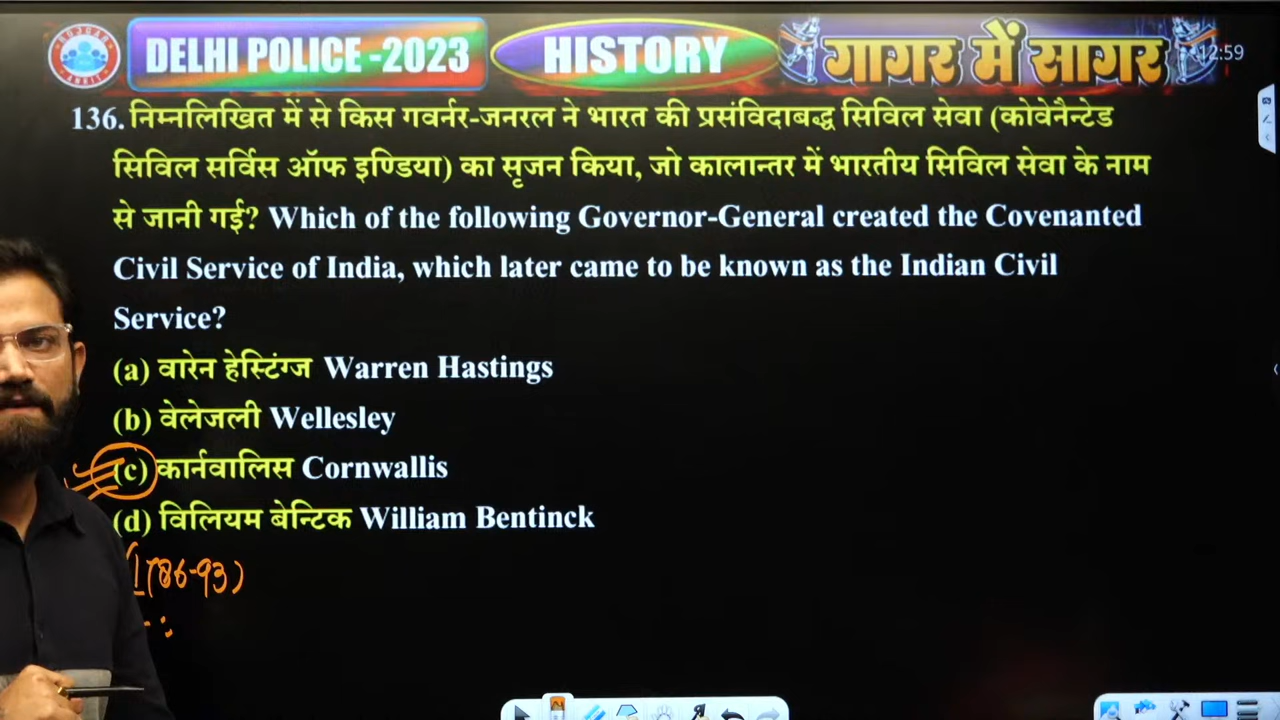 ROJGAR
ANKIT
DELHI POLICE -2023
HISTORY
गागर में सागर
12:59
136. निम्नलिखित में से किस गवर्नर-जनरल ने भारत की प्रसंविदाबद्ध सिविल सेवा (कोवेनैन्टेड
सिविल सर्विस ऑफ इण्डिया) का सृजन किया, जो कालान्तर में भारतीय सिविल सेवा के नाम
से जानी गई? Which of the following Governor-General created the Covenanted
Civil Service of India, which later came to be known as the Indian Civil
Service?
(a) वारेन हेस्टिंग्ज Warren Hastings
(b) वेलेजली Wellesley
(c) कार्नवालिस Cornwallis
(d) विलियम बेन्टिक William Bentinck
(1786-93)